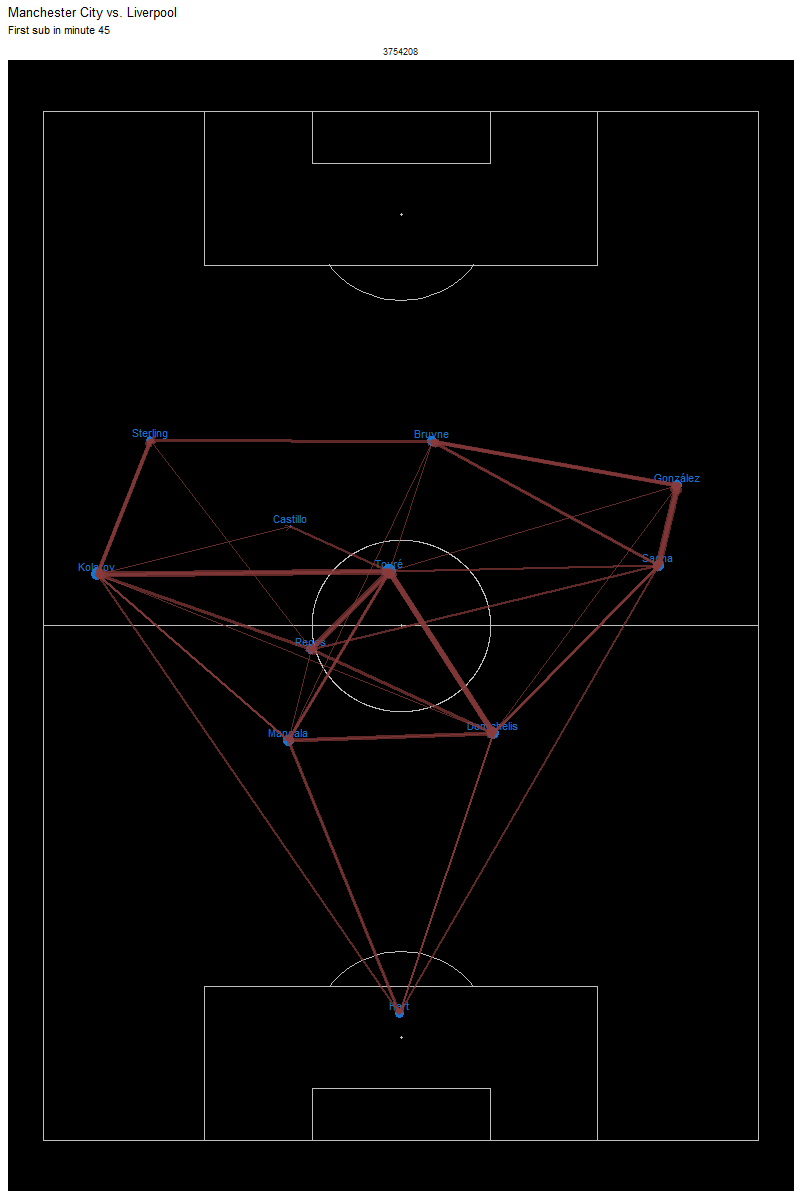 Manchester City vs. Liverpool
First sub in minute 45
3754208
Sterling
Bruyne
González
Castillo
Sagna
Kolarov
Touré
Demichelis
Mangala
Hart